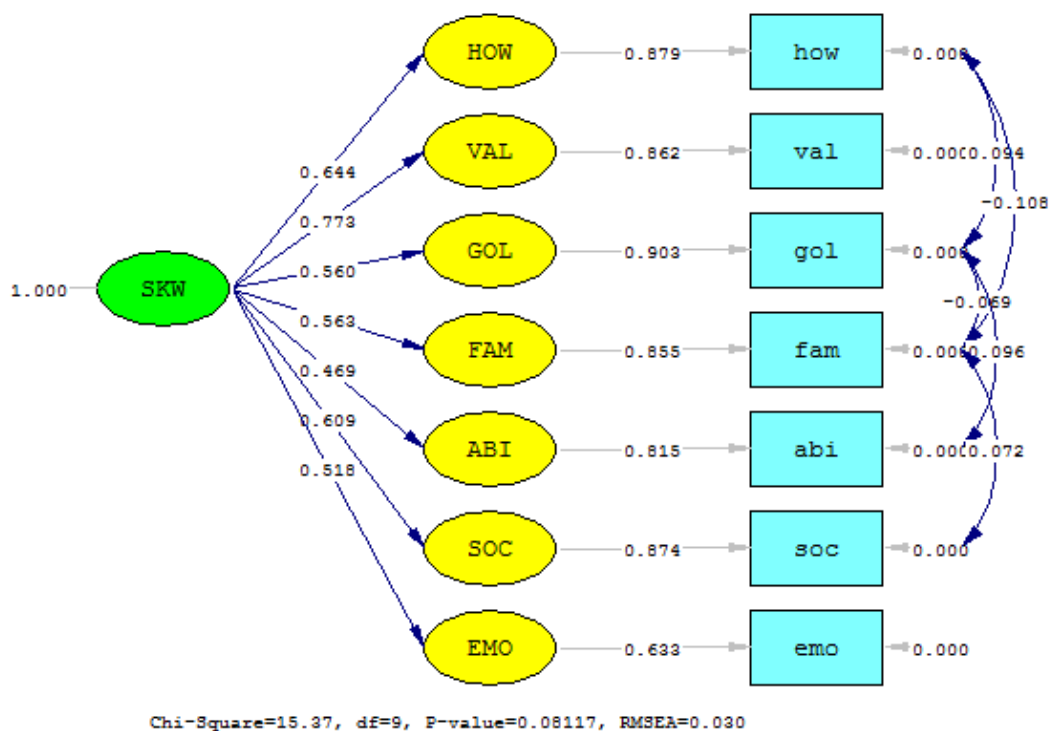 HOW 0.879 how 0.000
0.644
VAL 0.862 val 0.000 0.094
0.773
-0.108
GOL 0.903 gol 0.000
0.560
1.000 SKW
-0.069
0.563
FAM 0.855 fam 0.000 0.096
0.469
0.609
ABI 0.815 abi 0.000 0.072
0.518
SOC 0.874 soc 0.000
EMO 0.633 emo 0.000
Chi-Square=15.37, df=9, P-value=0.08117, RMSEA=0.030